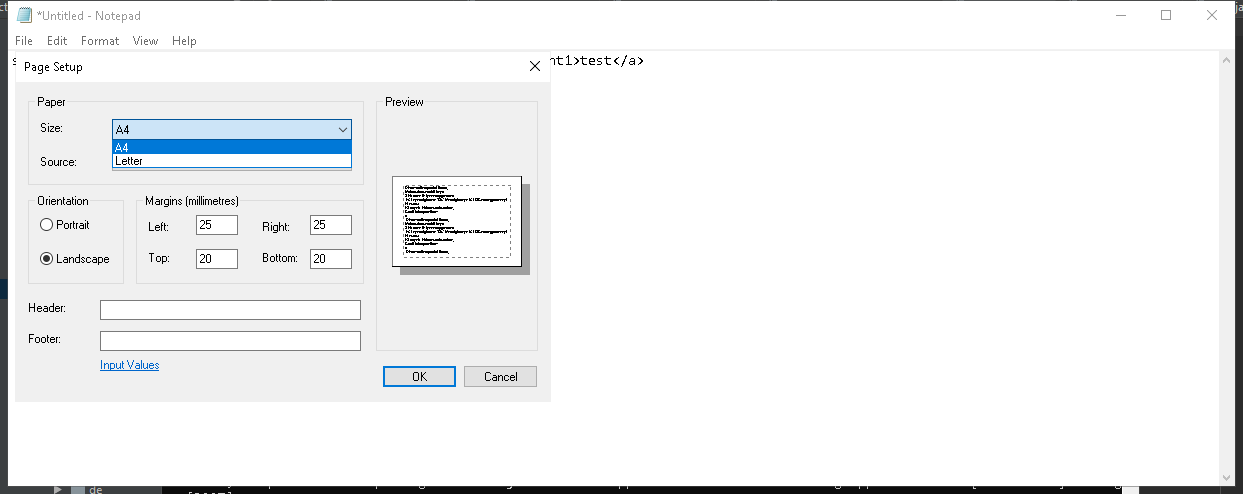 *Untitled - Notepad
File Edit Format View Help
nt1>test</a>
Page Setup
Paper
Size:
A4
A4
Letter
Source:
Orientation
Portrait
Landscape
Margins (millimetres)
Left: 25 Right: 25
Top: 20 Bottom: 20
Header:
Footer:
Input Values
Preview
OK Cancel
de